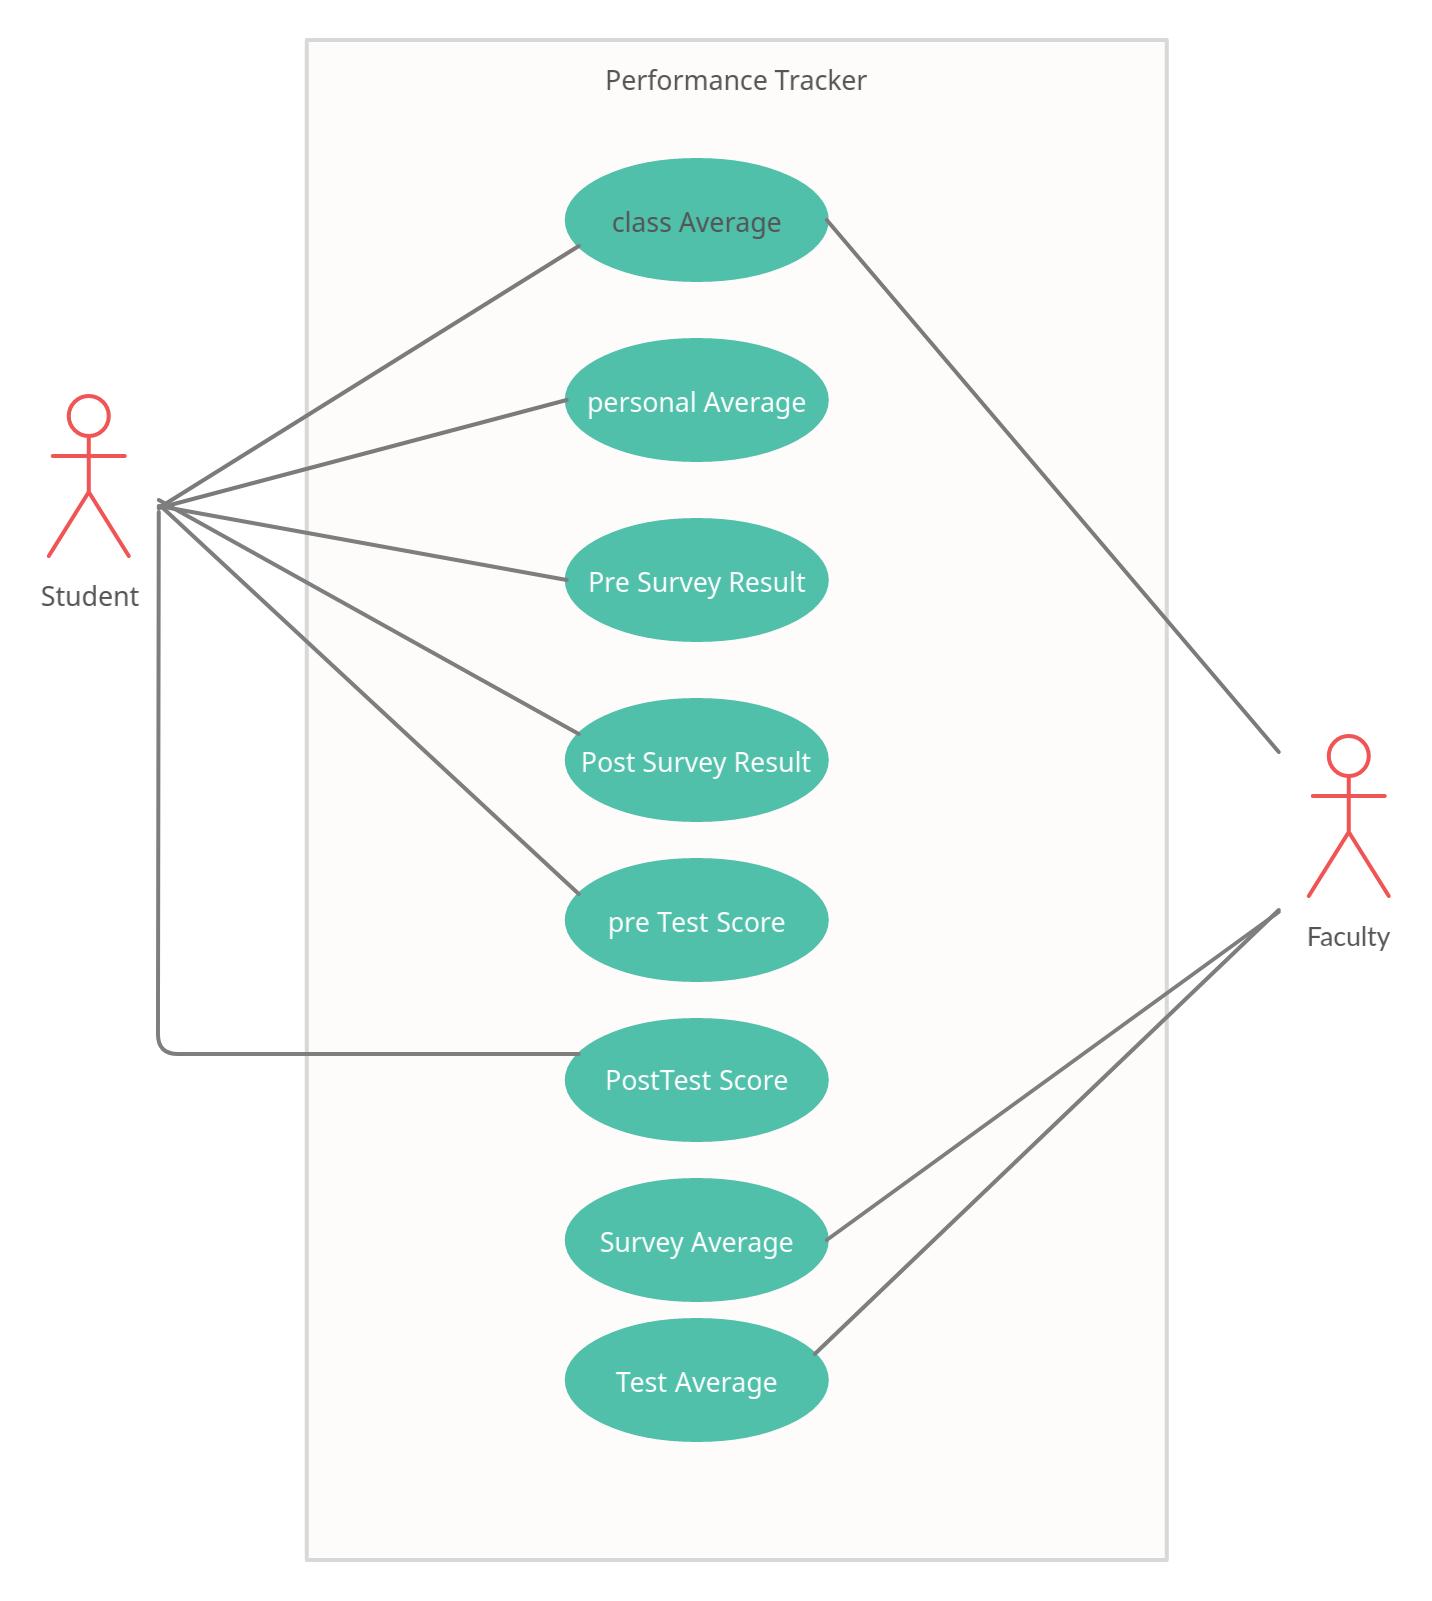 Performance Tracker
class Average
personal Average
Student
Pre Survey Result
Post Survey Result
pre Test Score
Faculty
PostTest Score
Survey Average
Test Average